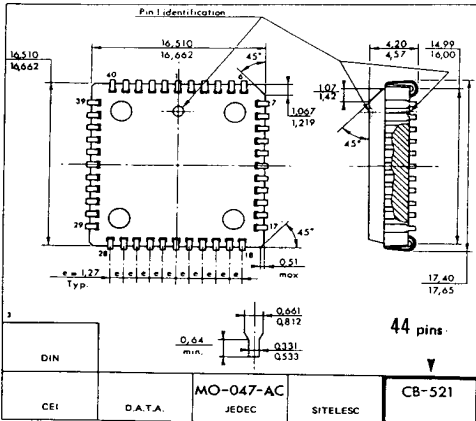 Pin 1 identification
16,510
16,662
45°
4,20
4,57
14,99
16,00
16,510
16,662
40
6
39
7
1,067
1,219
1,07
1,42
45°
29
17
45°
28
18
e = 1,27
Typ.
e e e e e e e e e
0,51
max
17,40
17,65
0,661
0,812
0,64
min.
0,331
0,533
44 pins
3
DIN
CEI
D.A.T.A.
MO-047-AC
JEDEC
SITELESC
CB-521